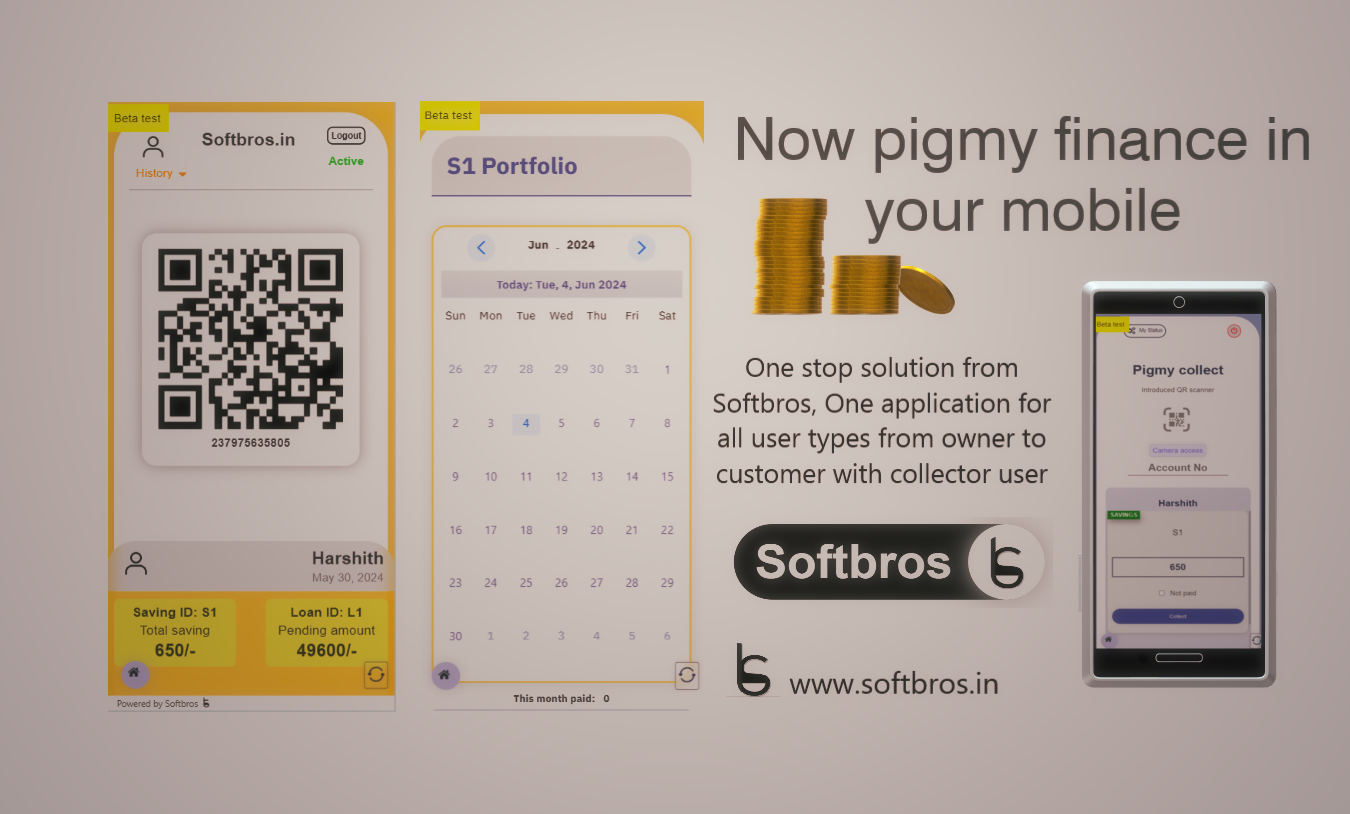 Beta test
Softbros.in
Logout
Active
History
237975635805
Harshith
May 30, 2024
Saving ID: S1
Total saving
650/-
Loan ID: L1
Pending amount
49600/-
Powered by Softbros
Beta test
S1 Portfolio
Jun - 2024
Today: Tue, 4, Jun 2024
Sun Mon Tue Wed Thu Fri Sat
26 27 28 29 30 31 1
2 3 4 5 6 7 8
9 10 11 12 13 14 15
16 17 18 19 20 21 22
23 24 25 26 27 28 29
30 1 2 3 4 5 6
This month paid: 0
Now pigmy finance in
your mobile
One stop solution from
Softbros, One application for
all user types from owner to
customer with collector user
Softbros
www.softbros.in
Beta test
My Status
Pigmy collect
Introduced QR scanner
Camera access
Account No
Harshith
SAVINGS
S1
650
Not paid
Collect